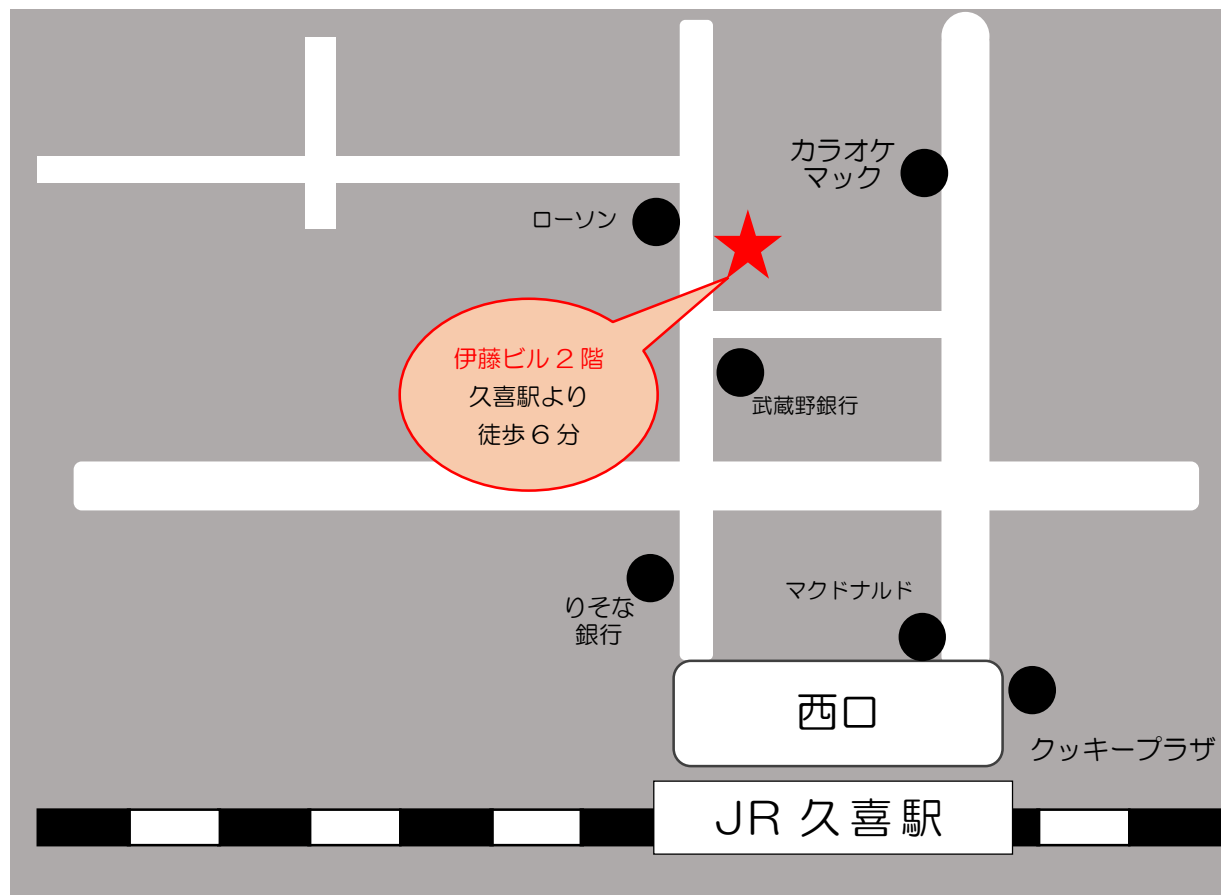 カラオケ
マック
ローソン
伊藤ビル2階
久喜駅より
徒歩6分
武蔵野銀行
りそな
銀行
マクドナルド
西口
クッキープラザ
JR 久喜駅